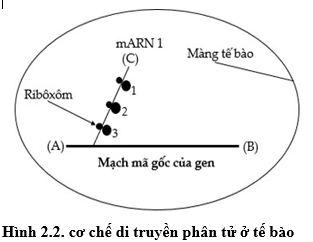 mARN 1
(C)
Màng tế bào
Ribôxôm
1
2
3
(A)
(B)
Mạch mã gốc của gen
Hình 2.2. cơ chế di truyền phân tử ở tế bào